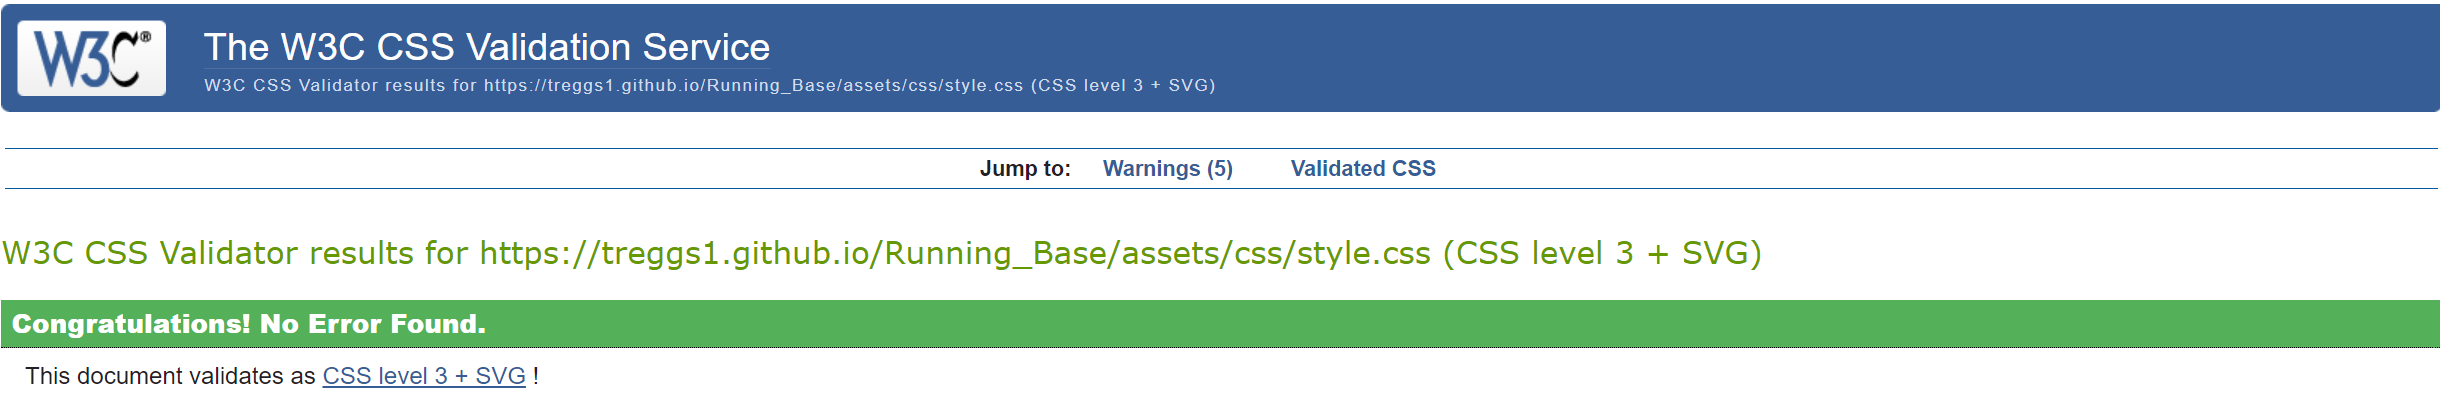 W3C®
The W3C CSS Validation Service
W3C CSS Validator results for https://treggs1.github.io/Running_Base/assets/css/style.css (CSS level 3 + SVG)
Jump to: Warnings (5) Validated CSS
W3C CSS Validator results for https://treggs1.github.io/Running_Base/assets/css/style.css (CSS level 3 + SVG)
Congratulations! No Error Found.
This document validates as CSS level 3 + SVG !